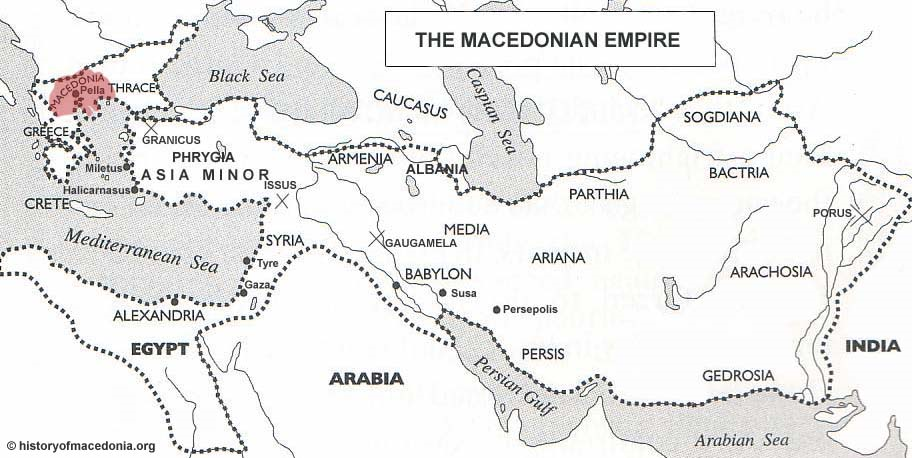 THE MACEDONIAN EMPIRE
Black Sea
Caspian Sea
MACEDONIA
Pella
THRACE
CAUCASUS
SOGDIANA
GREECE
GRANICUS
PHRYGIA
ASIA MINOR
ARMENIA
ALBANIA
BACTRIA
PARTHIA
Miletus
Halicarnasus
ISSUS
CRETE
PORUS
Mediterranean Sea
SYRIA
MEDIA
GAUGAMELA
ARIANA
Tyre
BABYLON
ARACHOSIA
Gaza
Susa
ALEXANDRIA
Persepolis
EGYPT
PERSIS
INDIA
ARABIA
Persian Gulf
GEDROSIA
Arabian Sea
© historyofmacedonia.org